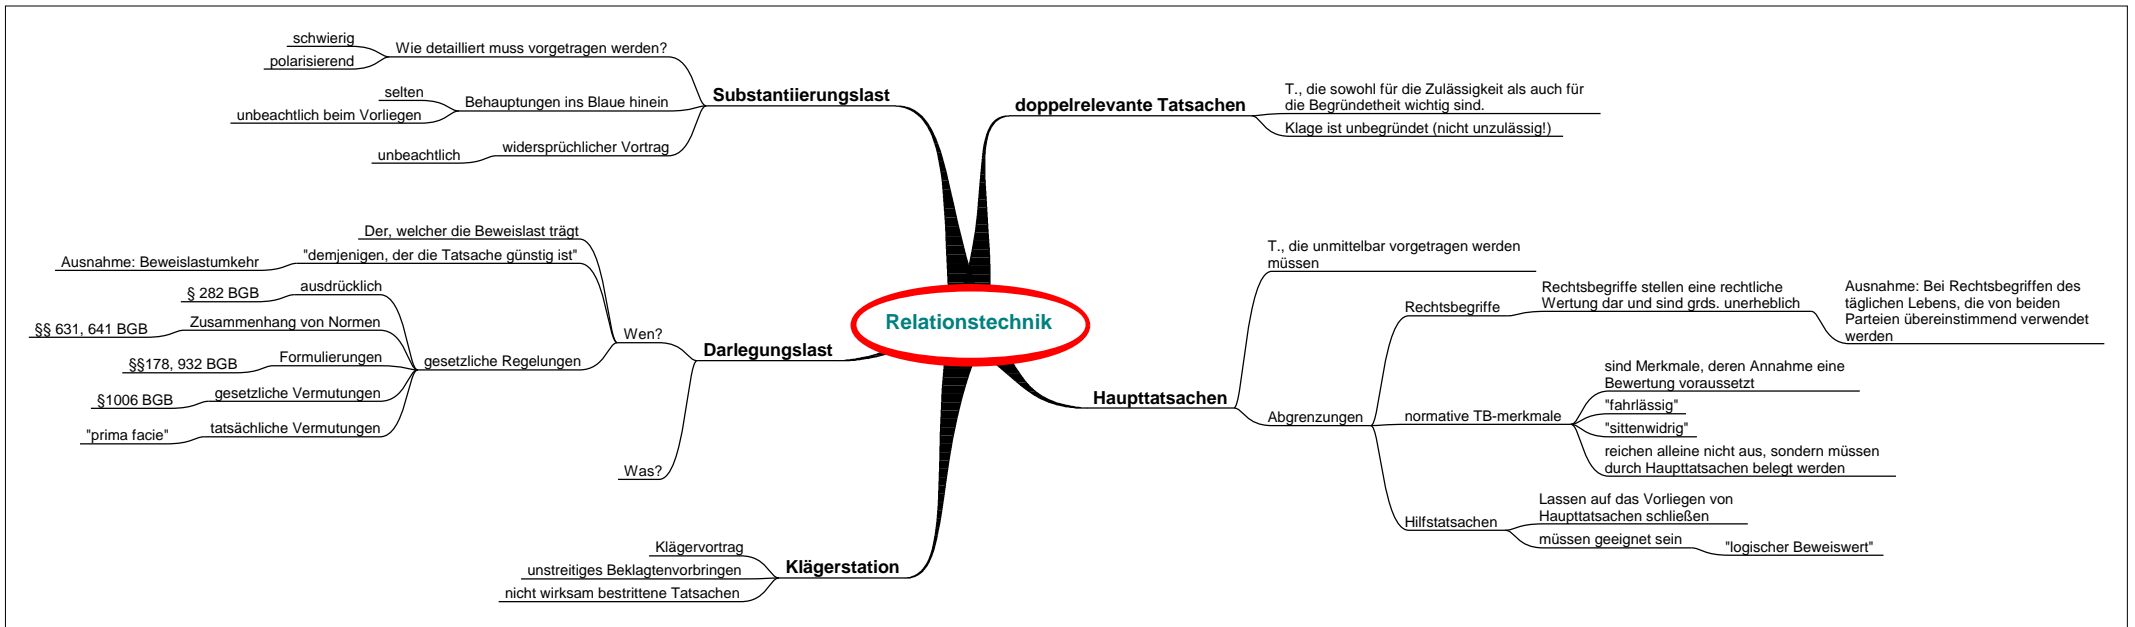 Relationstechnik
Substantiierungslast
Wie detailliert muss vorgetragen werden?
schwierig
polarisierend
Behauptungen ins Blaue hinein
selten
unbeachtlich beim Vorliegen
widersprüchlicher Vortrag
unbeachtlich
Darlegungslast
Wen?
Der, welcher die Beweislast trägt
"demjenigen, der die Tatsache günstig ist"
Ausnahme: Beweislastumkehr
gesetzliche Regelungen
ausdrücklich
§ 282 BGB
Zusammenhang von Normen
§§ 631, 641 BGB
Formulierungen
§§178, 932 BGB
gesetzliche Vermutungen
§1006 BGB
tatsächliche Vermutungen
"prima facie"
Was?
Klägerstation
Klägervortrag
unstreitiges Beklagtenvorbringen
nicht wirksam bestrittene Tatsachen
doppelrelevante Tatsachen
T., die sowohl für die Zulässigkeit als auch für
die Begründetheit wichtig sind.
Klage ist unbegründet (nicht unzulässig!)
Haupttatsachen
T., die unmittelbar vorgetragen werden
müssen
Abgrenzungen
Rechtsbegriffe
Rechtsbegriffe stellen eine rechtliche
Wertung dar und sind grds. unerheblich
Ausnahme: Bei Rechtsbegriffen des
täglichen Lebens, die von beiden
Parteien übereinstimmend verwendet
werden
normative TB-merkmale
sind Merkmale, deren Annahme eine
Bewertung voraussetzt
"fahrlässig"
"sittenwidrig"
reichen alleine nicht aus, sondern müssen
durch Haupttatsachen belegt werden
Hilfstatsachen
Lassen auf das Vorliegen von
Haupttatsachen schließen
müssen geeignet sein
"logischer Beweiswert"